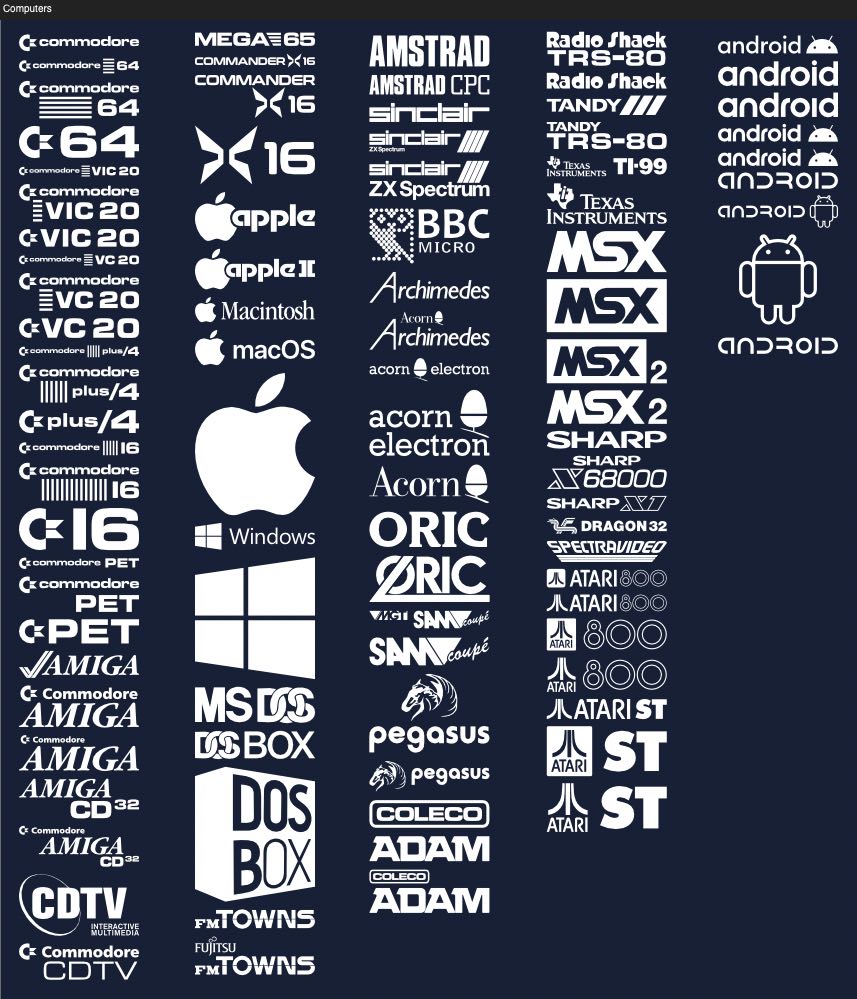 Computers
commodore
commodore 64
commodore
64
64
commodore VIC 20
commodore
VIC 20
VIC 20
commodore VC 20
commodore
VC 20
VC 20
commodore plus/4
commodore
plus/4
plus/4
commodore 16
commodore
16
16
commodore PET
commodore
PET
PET
AMIGA
Commodore
AMIGA
Commodore
AMIGA
AMIGA
CD32
Commodore
AMIGA
CD32
CDTV
INTERACTIVE
MULTIMEDIA
Commodore
CDTV
MEGA 65
COMMANDER X 16
COMMANDER
X 16
X 16
apple
apple II
Macintosh
macOS
Windows
MS DOS
DOS BOX
DOS
BOX
FM TOWNS
FUJITSU
FM TOWNS
AMSTRAD
AMSTRAD CPC
sinclair
sinclair
ZX Spectrum
sinclair
ZX Spectrum
BBC
MICRO
Archimedes
Acorn
Archimedes
acorn electron
acorn
electron
Acorn
ORIC
ORIC
MGT SAM coupé
SAM coupé
pegasus
pegasus
COLECO
ADAM
COLECO
ADAM
Radio Shack
TRS-80
Radio Shack
TANDY
TANDY
TRS-80
TEXAS INSTRUMENTS TI-99
TEXAS
INSTRUMENTS
MSX
MSX
MSX 2
MSX 2
SHARP
SHARP
X68000
SHARP X1
DRAGON 32
SPECTRAVIDEO
ATARI 800
ATARI 800
ATARI 800
ATARI 800
ATARI ST
ATARI ST
ATARI ST
android
android
android
android
android
ANDROID
ANDROID
ANDROID